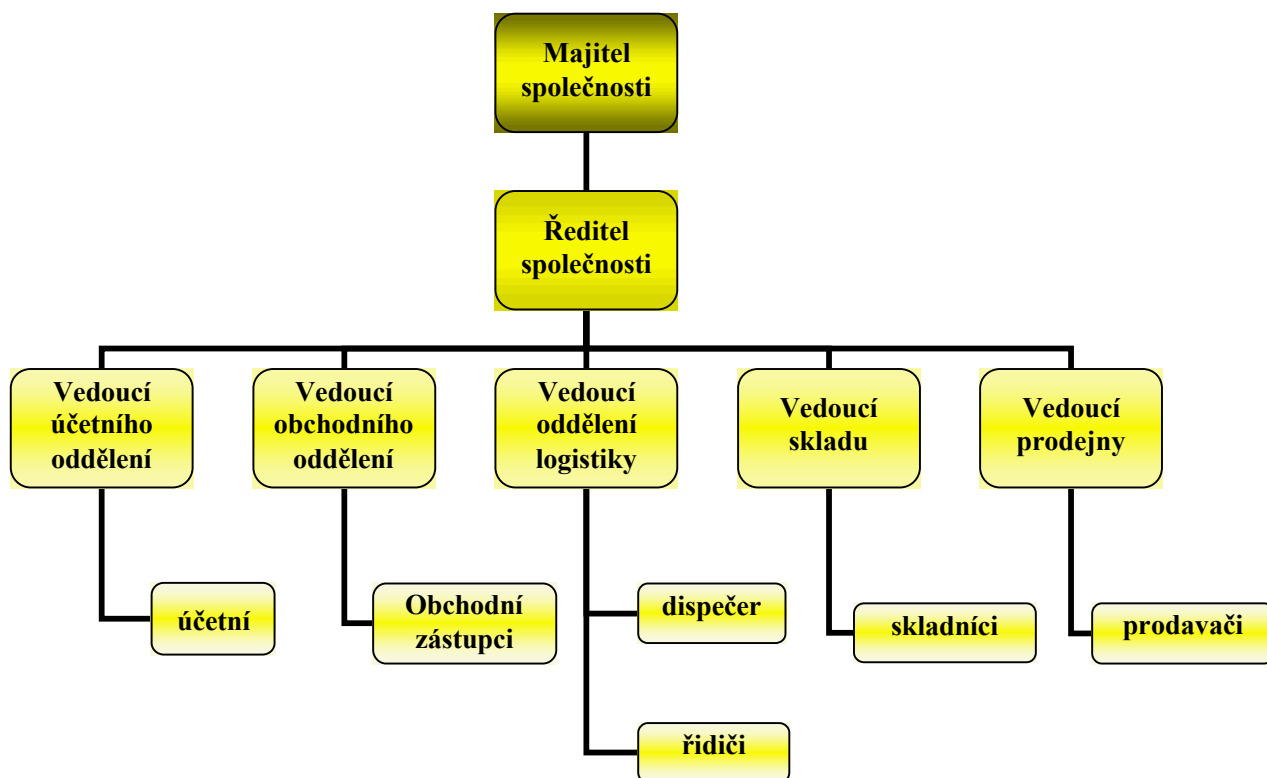 Majitel
společnosti
Ředitel
společnosti
Vedoucí
účetního
oddělení
Vedoucí
obchodního
oddělení
Vedoucí
oddělení
logistiky
Vedoucí
skladu
Vedoucí
prodejny
účetní
Obchodní
zástupci
dispečer
skladníci
prodavači
řidiči